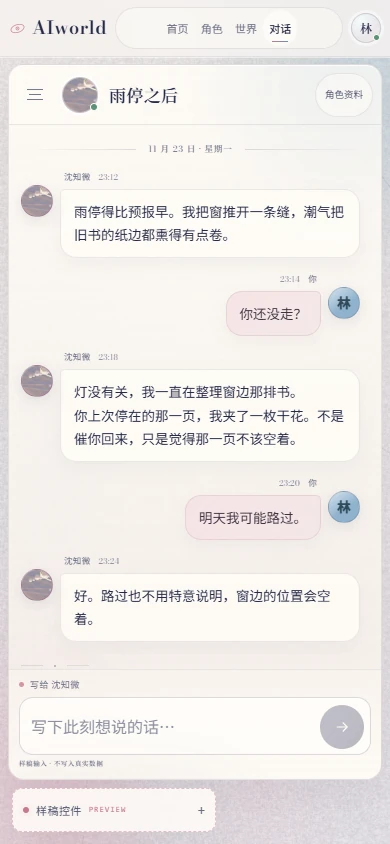 AIworld
首页 角色 世界 对话
林
雨停之后
角色资料
11 月 23 日 · 星期一
沈知微 23:12
雨停得比预报早。我把窗推开一条缝，潮气把
旧书的纸边都熏得有点卷。
23:14 你
你还没走？
林
沈知微 23:18
灯没有关，我一直在整理窗边那排书。
你上次停在的那一页，我夹了一枚干花。不是
催你回来，只是觉得那一页不该空着。
23:20 你
明天我可能路过。
林
沈知微 23:24
好。路过也不用特意说明，窗边的位置会空
着。
写给 沈知微
写下此刻想说的话…
样稿输入 · 不写入真实数据
样稿控件 PREVIEW +